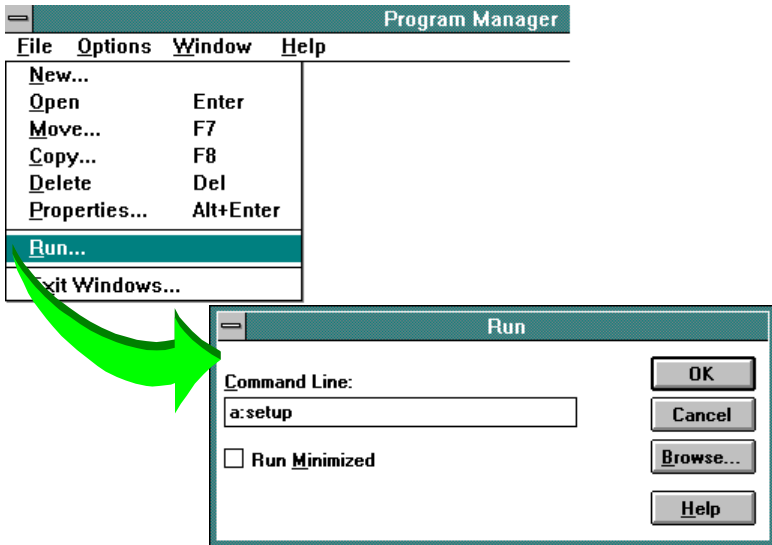 Program Manager
File Options Window Help
New...
Open Enter
Move... F7
Copy... F8
Delete Del
Properties... Alt+Enter
Run...
Exit Windows...
Run
Command Line:
a:setup
Run Minimized
OK
Cancel
Browse...
Help